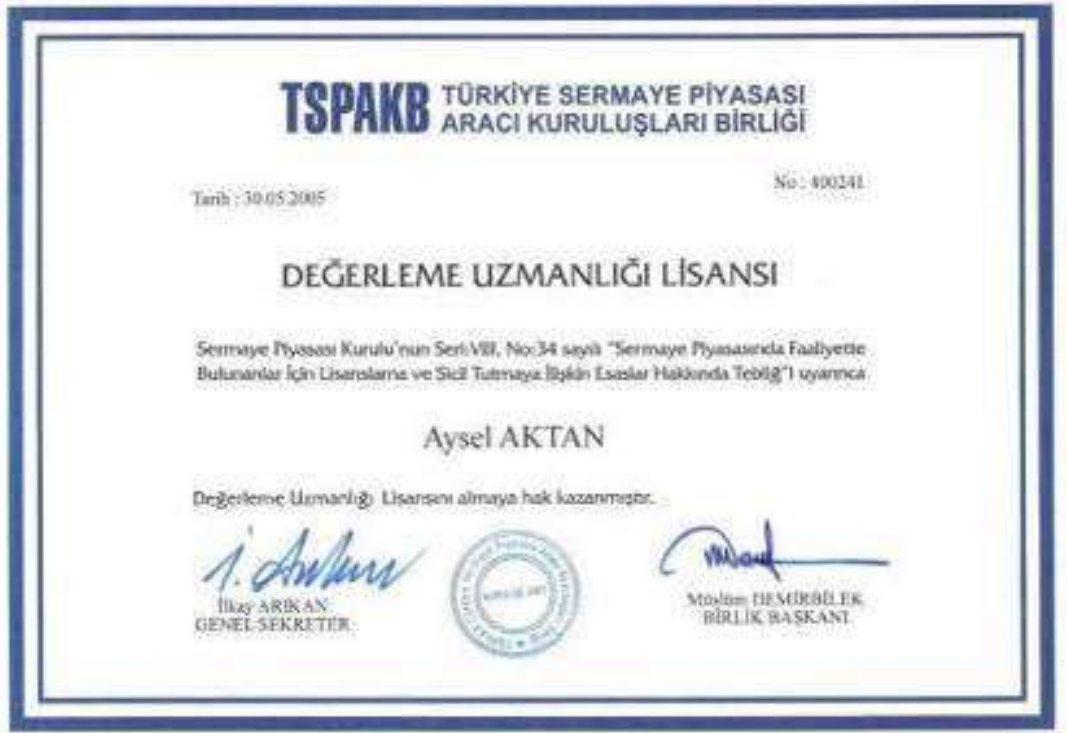 TSPAKB TÜRKİYE SERMAYE PİYASASI
ARACI KURULUŞLARI BİRLİĞİ
Tarih : 30.05.2005
No : 400241
DEĞERLEME UZMANLIĞI LİSANSI
Sermaye Piyasası Kurulu'nun Seri:VIII, No:34 sayılı "Sermaye Piyasasında Faaliyette
Bulunanlar İçin Lisanslama ve Sicil Tutmaya İlişkin Esaslar Hakkında Tebliğ"i uyarınca
Aysel AKTAN
Değerleme Uzmanlığı Lisansını almaya hak kazanmıştır.
İlkay ARIKAN
GENEL SEKRETER
Müslüm DEMİRBİLEK
BİRLİK BAŞKANI